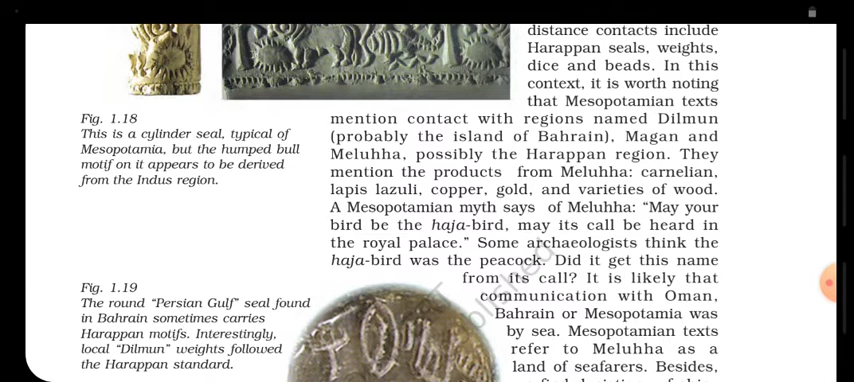 distance contacts include
Harappan seals, weights,
dice and beads. In this
context, it is worth noting
that Mesopotamian texts
mention contact with regions named Dilmun
(probably the island of Bahrain), Magan and
Meluhha, possibly the Harappan region. They
mention the products from Meluhha: carnelian,
lapis lazuli, copper, gold, and varieties of wood.
A Mesopotamian myth says of Meluhha: “May your
bird be the haja-bird, may its call be heard in
the royal palace.” Some archaeologists think the
haja-bird was the peacock. Did it get this name
from its call? It is likely that
communication with Oman,
Bahrain or Mesopotamia was
by sea. Mesopotamian texts
refer to Meluhha as a
land of seafarers. Besides,
Fig. 1.18
This is a cylinder seal, typical of
Mesopotamia, but the humped bull
motif on it appears to be derived
from the Indus region.
Fig. 1.19
The round “Persian Gulf” seal found
in Bahrain sometimes carries
Harappan motifs. Interestingly,
local “Dilmun” weights followed
the Harappan standard.